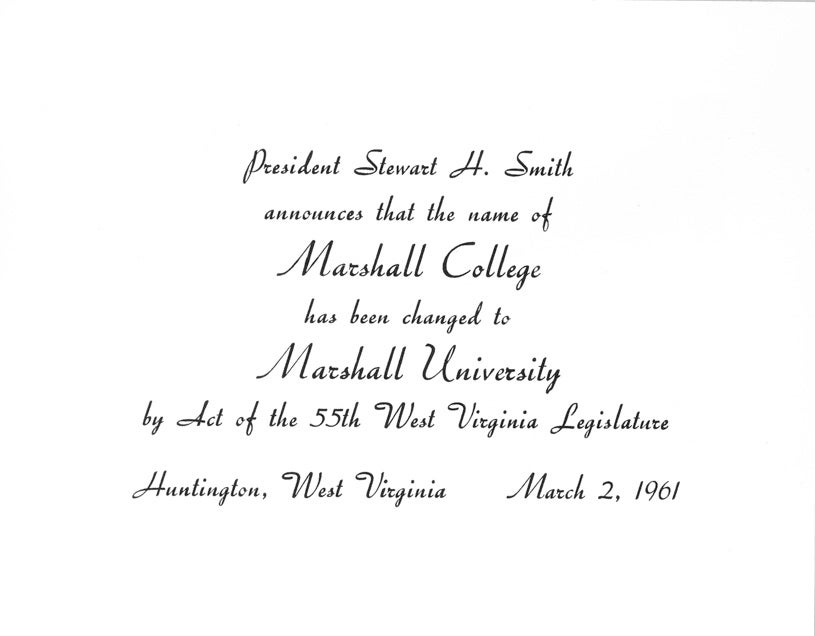 President Stewart H. Smith
announces that the name of
Marshall College
has been changed to
Marshall University
by Act of the 55th West Virginia Legislature
Huntington, West Virginia March 2, 1961